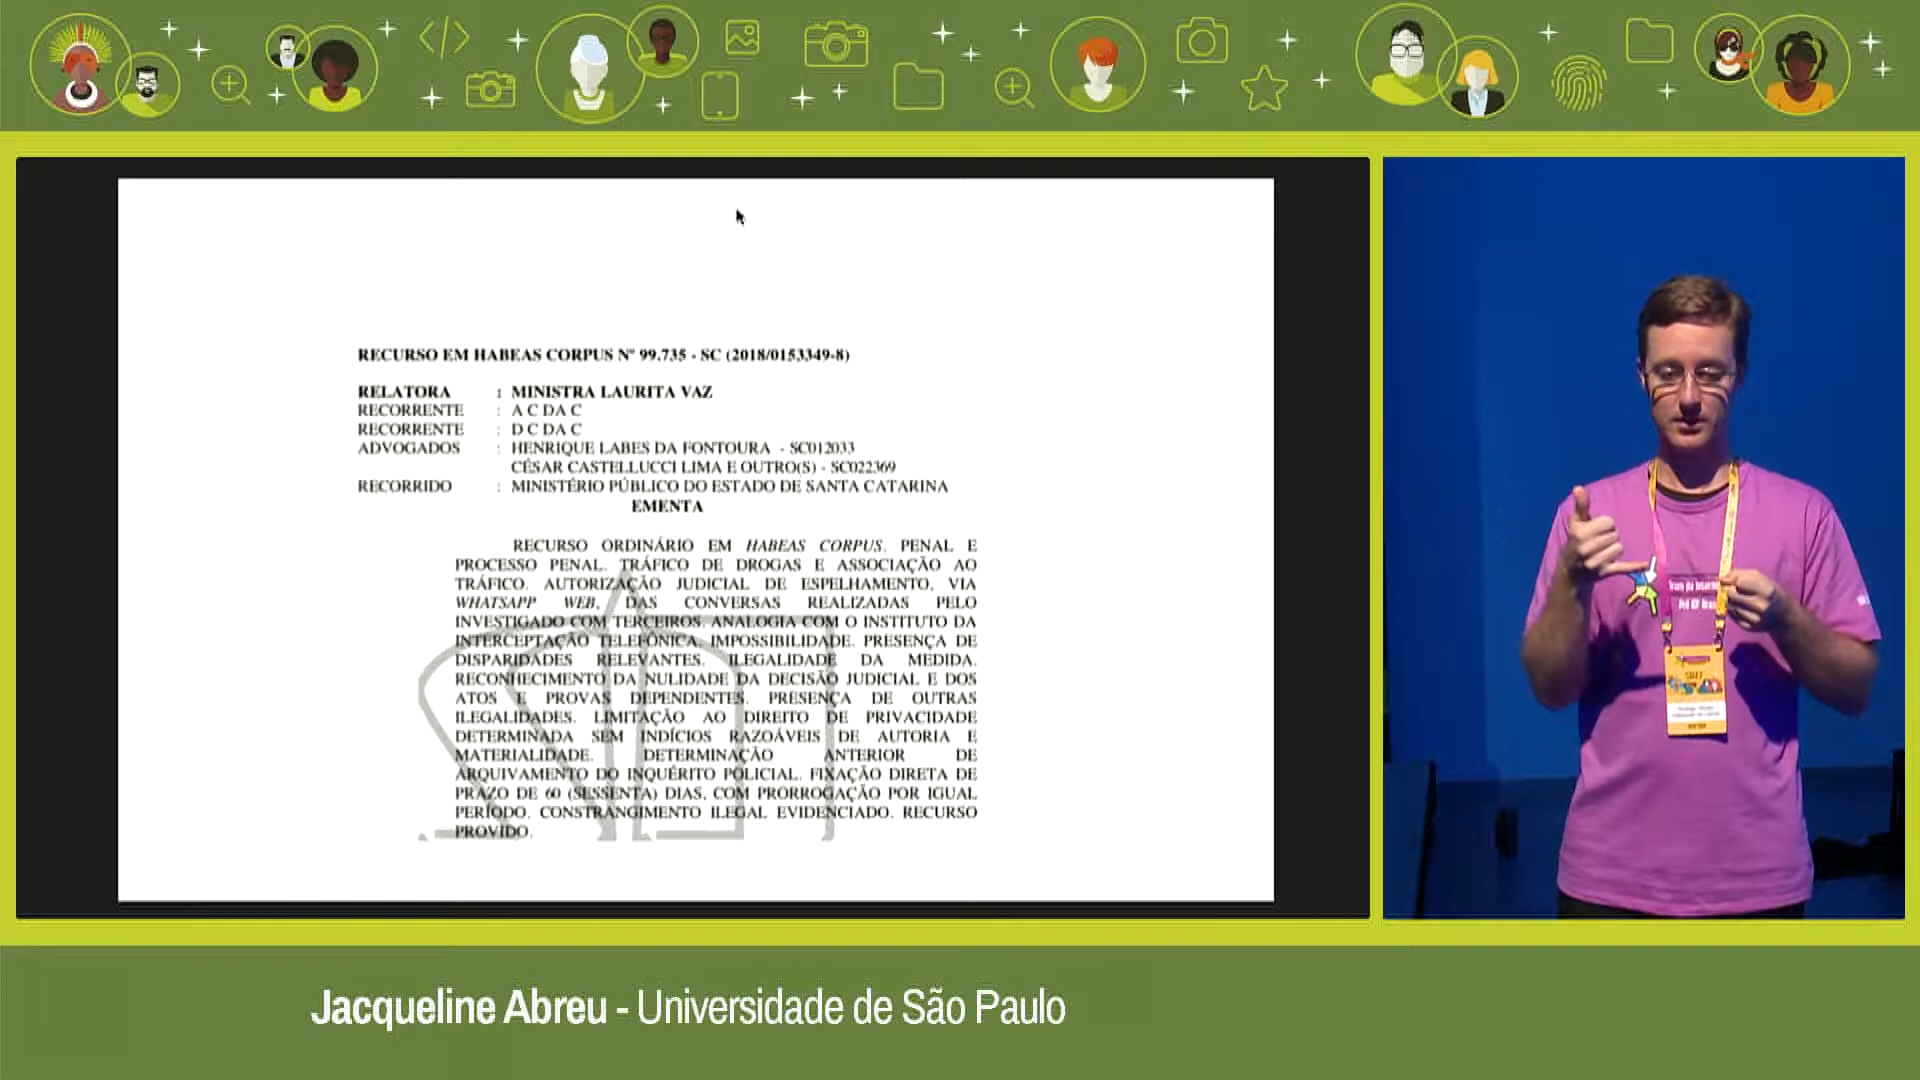 RECURSO EM HABEAS CORPUS Nº 99.735 - SC (2018/0153349-8)
RELATORA : MINISTRA LAURITA VAZ
RECORRENTE : A C DA C
RECORRENTE : D C DA C
ADVOGADOS : HENRIQUE LABES DA FONTOURA - SC012033
CÉSAR CASTELLUCCI LIMA E OUTRO(S) - SC022369
RECORRIDO : MINISTÉRIO PÚBLICO DO ESTADO DE SANTA CATARINA
EMENTA
RECURSO ORDINÁRIO EM HABEAS CORPUS. PENAL E
PROCESSO PENAL. TRÁFICO DE DROGAS E ASSOCIAÇÃO AO
TRÁFICO. AUTORIZAÇÃO JUDICIAL DE ESPELHAMENTO, VIA
WHATSAPP WEB, DAS CONVERSAS REALIZADAS PELO
INVESTIGADO COM TERCEIROS. ANALOGIA COM O INSTITUTO DA
INTERCEPTAÇÃO TELEFÔNICA. IMPOSSIBILIDADE. PRESENÇA DE
DISPARIDADES RELEVANTES. ILEGALIDADE DA MEDIDA.
RECONHECIMENTO DA NULIDADE DA DECISÃO JUDICIAL E DOS
ATOS E PROVAS DEPENDENTES. PRESENÇA DE OUTRAS
ILEGALIDADES. LIMITAÇÃO AO DIREITO DE PRIVACIDADE
DETERMINADA SEM INDÍCIOS RAZOÁVEIS DE AUTORIA E
MATERIALIDADE. DETERMINAÇÃO ANTERIOR DE
ARQUIVAMENTO DO INQUÉRITO POLICIAL. FIXAÇÃO DIRETA DE
PRAZO DE 60 (SESSENTA) DIAS, COM PRORROGAÇÃO POR IGUAL
PERÍODO. CONSTRANGIMENTO ILEGAL EVIDENCIADO. RECURSO
PROVIDO.
Jacqueline Abreu - Universidade de São Paulo